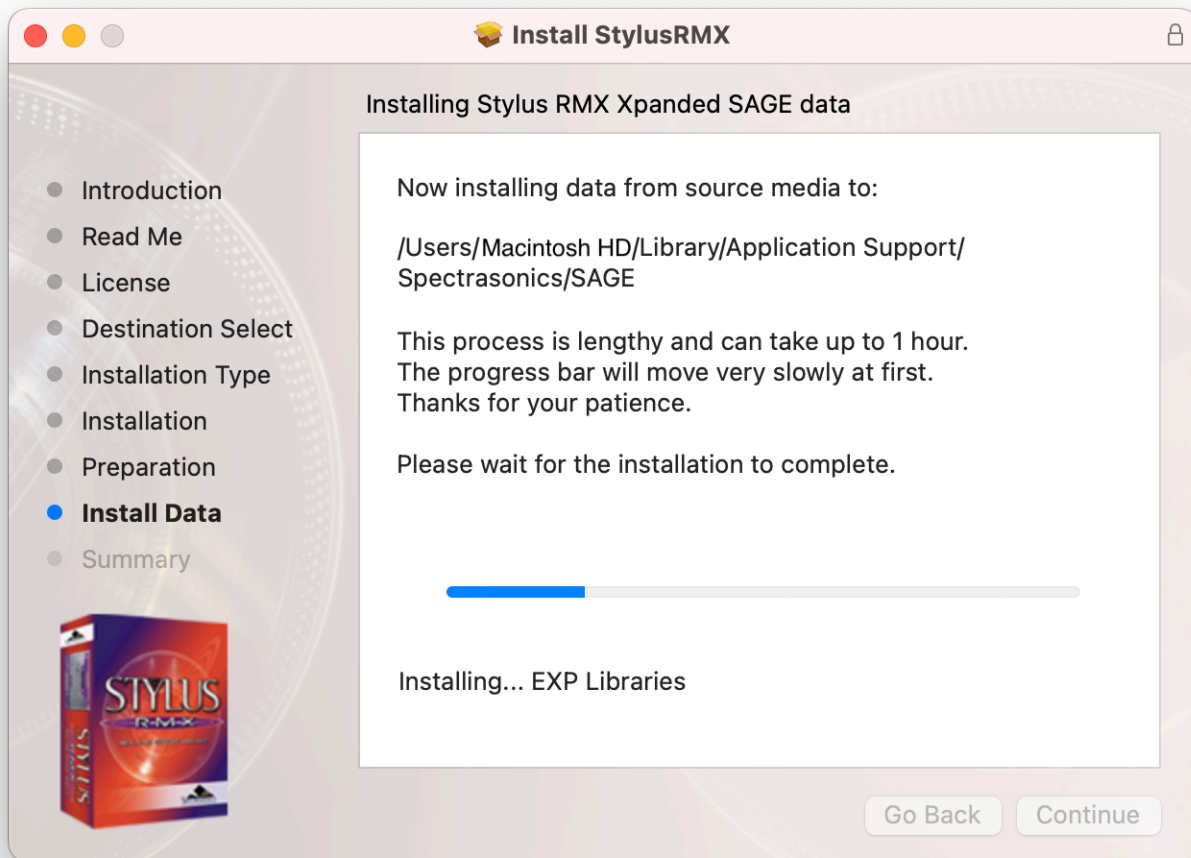 Install StylusRMX
Installing Stylus RMX Xpanded SAGE data
Introduction
Read Me
License
Destination Select
Installation Type
Installation
Preparation
Install Data
Summary
Now installing data from source media to:
/Users/Macintosh HD/Library/Application Support/
Spectrasonics/SAGE
This process is lengthy and can take up to 1 hour.
The progress bar will move very slowly at first.
Thanks for your patience.
Please wait for the installation to complete.
Installing... EXP Libraries
STYLUS
RMX
STYLUS
Go Back
Continue